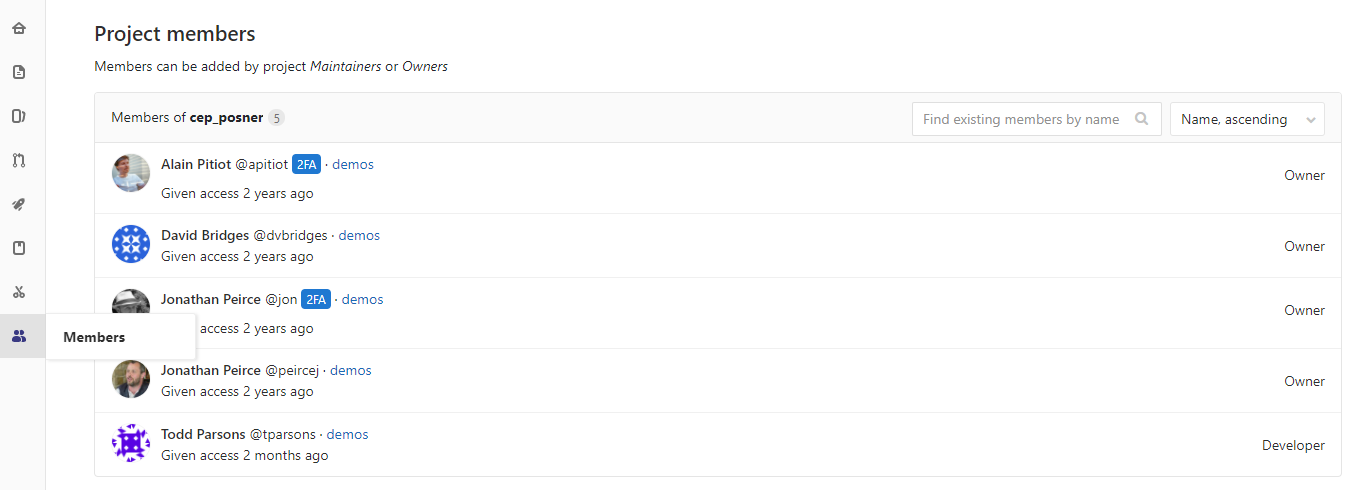 Project members
Members can be added by project Maintainers or Owners
Members of cep_posner 5
Find existing members by name
Name, ascending
Alain Pitiot @apitiot 2FA · demos
Given access 2 years ago
Owner
David Bridges @dvbridges · demos
Given access 2 years ago
Owner
Jonathan Peirce @jon 2FA · demos
access 2 years ago
Owner
Members
Jonathan Peirce @peircej · demos
Given access 2 years ago
Owner
Todd Parsons @tparsons · demos
Given access 2 months ago
Developer